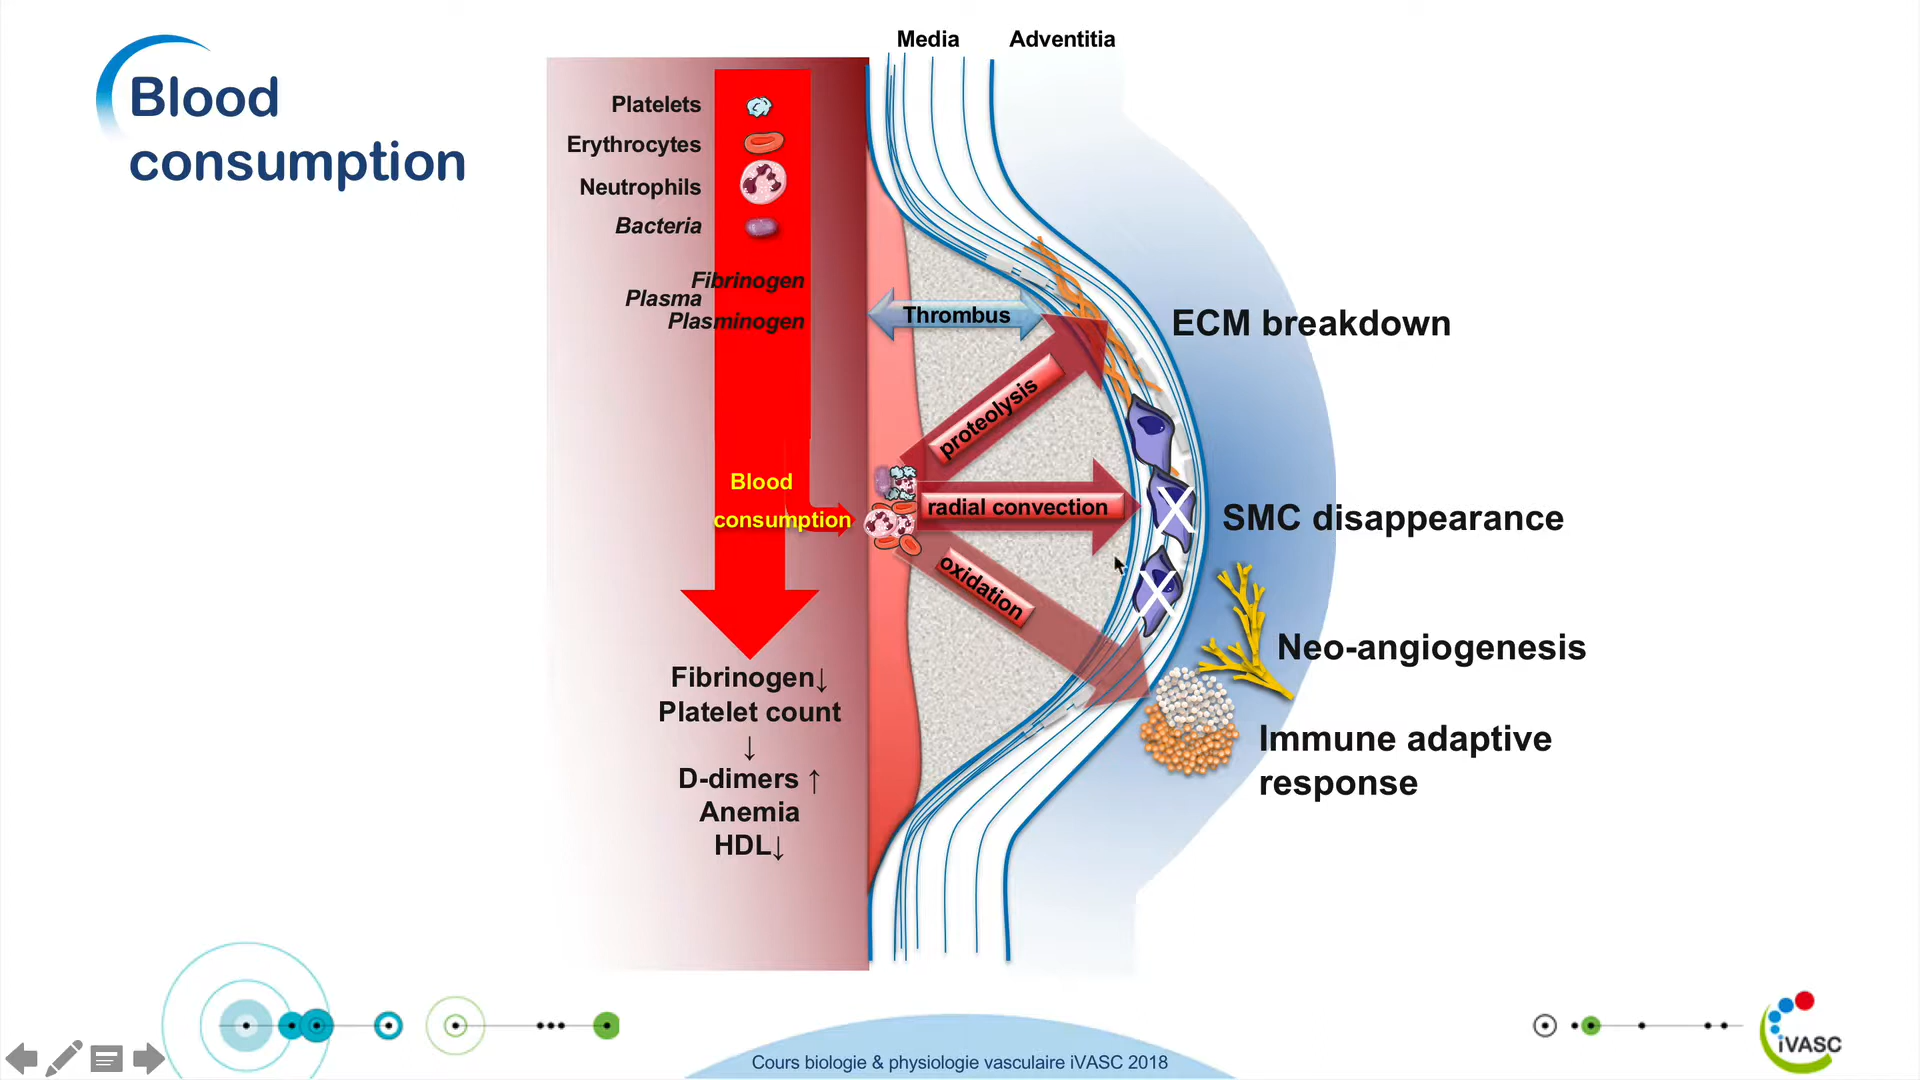 Blood
consumption
Media
Adventitia
Platelets
Erythrocytes
Neutrophils
Bacteria
Fibrinogen
Plasma
Plasminogen
Thrombus
proteolysis
radial convection
oxidation
Blood
consumption
ECM breakdown
SMC disappearance
Neo-angiogenesis
Immune adaptive
response
Fibrinogen↓
Platelet count
↓
D-dimers ↑
Anemia
HDL↓
Cours biologie & physiologie vasculaire iVASC 2018
iVASC